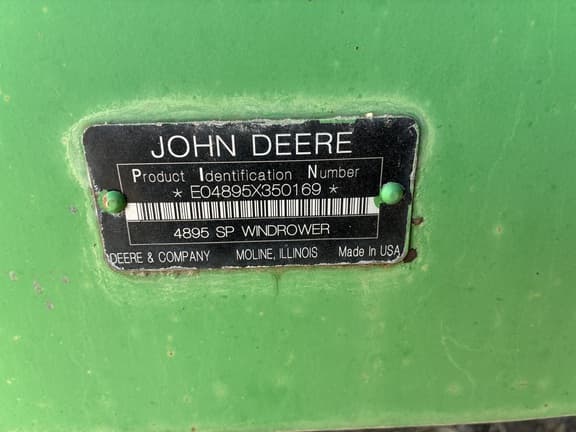 JOHN DEERE
Product Identification Number
* E04895X350169 *
4895 SP WINDROWER
DEERE & COMPANY MOLINE, ILLINOIS Made In USA